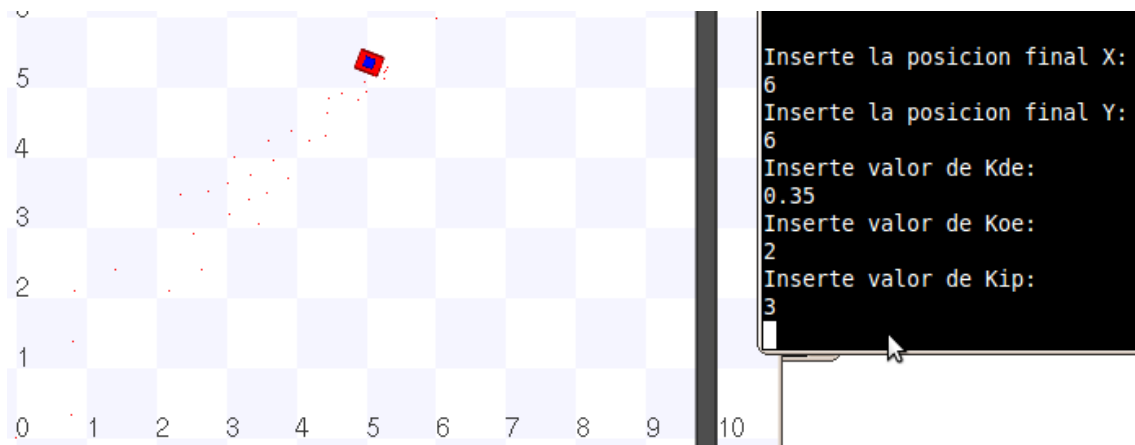 5
4
3
2
1
0 1 2 3 4 5 6 7 8 9 10
Inserte la posicion final X:
6
Inserte la posicion final Y:
6
Inserte valor de Kde:
0.35
Inserte valor de Koe:
2
Inserte valor de Kip:
3